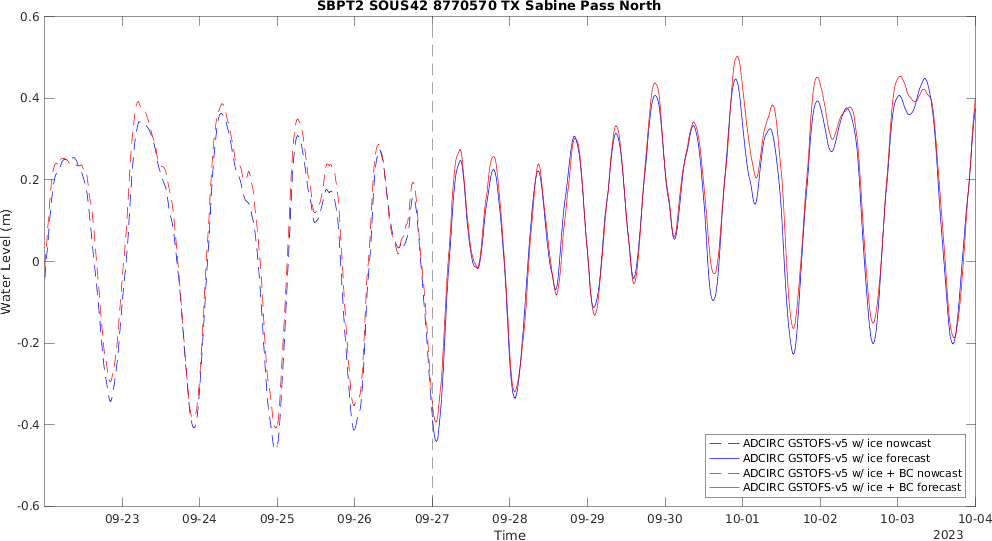 SBPT2 SOUS42 8770570 TX Sabine Pass North
Water Level (m)
0.6
0.4
0.2
0
-0.2
-0.4
-0.6
09-23
09-24
09-25
09-26
09-27
09-28
09-29
09-30
10-01
10-02
10-03
10-04
Time
2023
ADCIRC GSTOFS-v5 w/ ice nowcast
ADCIRC GSTOFS-v5 w/ ice forecast
ADCIRC GSTOFS-v5 w/ ice + BC nowcast
ADCIRC GSTOFS-v5 w/ ice + BC forecast